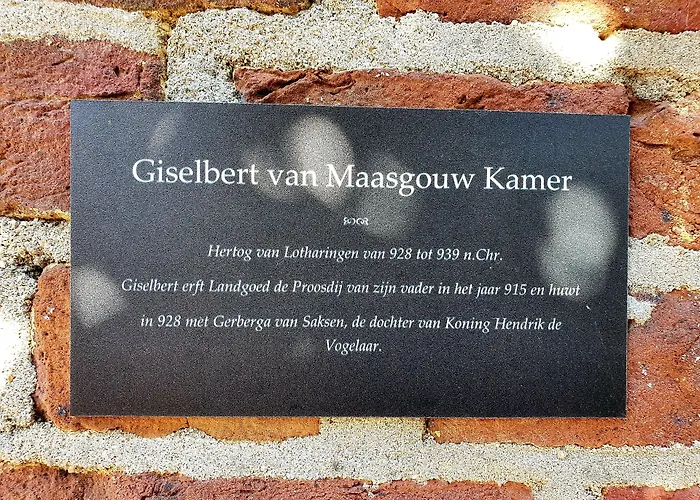 Giselbert van Maasgouw Kamer
Hertog van Lotharingen van 928 tot 939 n.Chr.
Giselbert erft Landgoed de Proosdij van zijn vader in het jaar 915 en huwt
in 928 met Gerberga van Saksen, de dochter van Koning Hendrik de
Vogelaar.